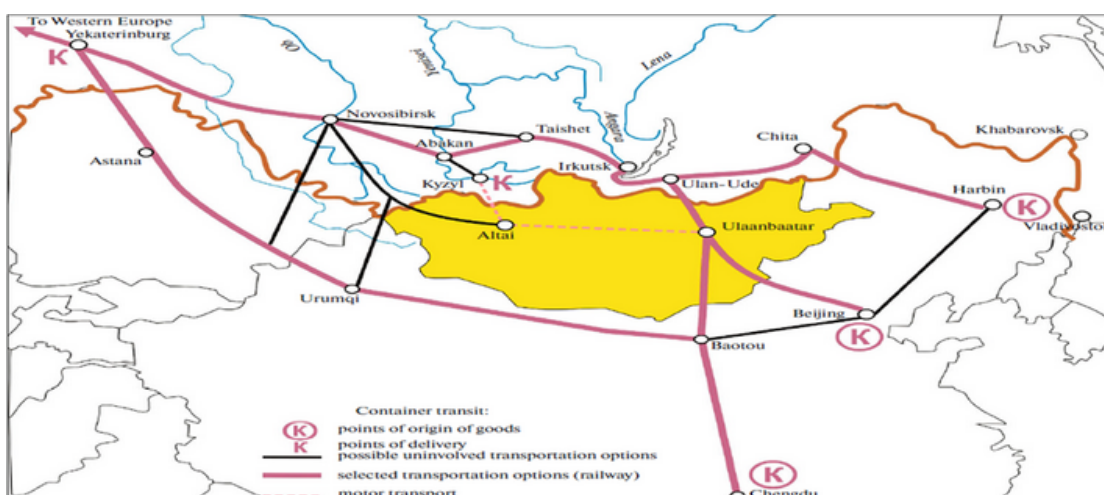 To Western Europe
Yekaterinburg
K
Ob
Yenisei
Lena
Angara
Novosibirsk
Taishet
Chita
Khabarovsk
Abakan
Astana
Irkutsk
Kyzyl
K
Ulan-Ude
Harbin
K
Altai
Ulaanbaatar
Vladivostok
Urumqi
Beijing
K
Baotou
Container transit:
K points of origin of goods
K points of delivery
possible uninvolved transportation options
selected transportation options (railway)
motor transport
K
Chengdu